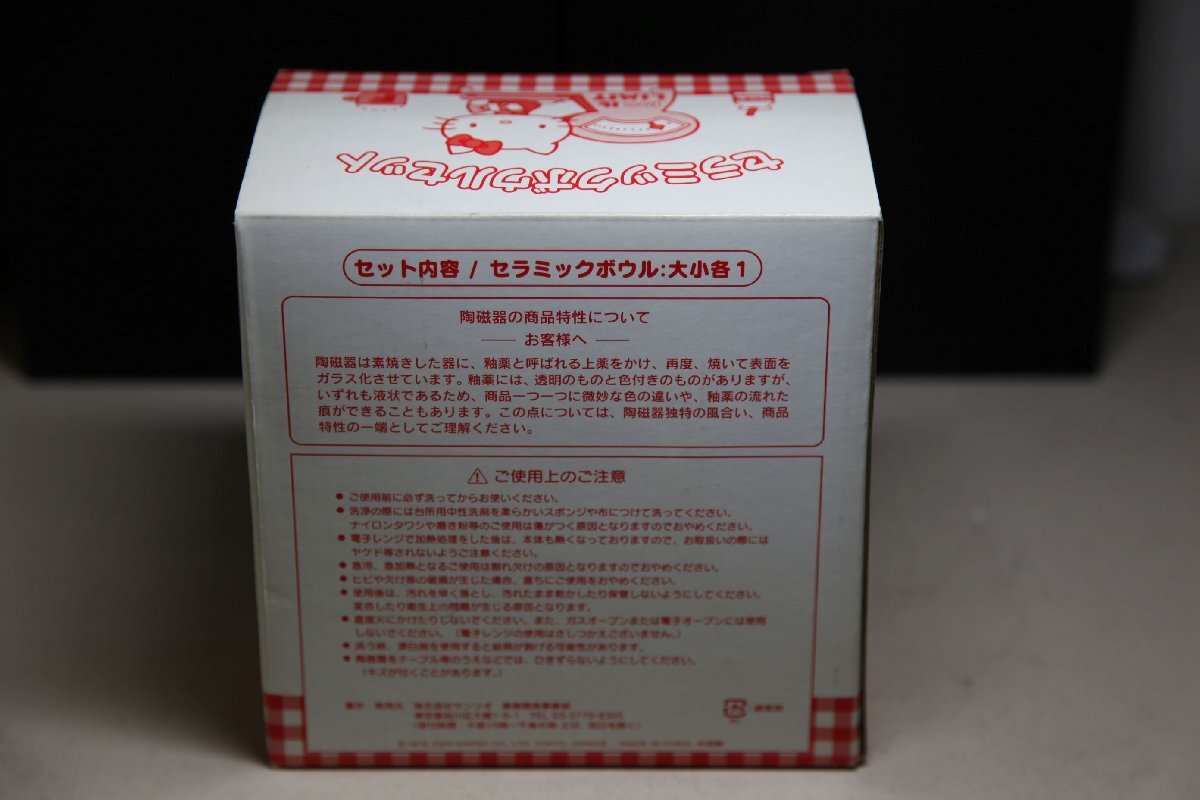 セラミックボウルセット
セット内容 / セラミックボウル:大小各1
陶磁器の商品特性について
お客様へ
陶磁器は素焼きした器に、釉薬と呼ばれる上薬をかけ、再度、焼いて表面を
ガラス化させています。釉薬には、透明のものと色付きのものがありますが、
いずれも液状であるため、商品一つ一つに微妙な色の違いや、釉薬の流れた
痕ができることもあります。この点については、陶磁器独特の風合い、商品
特性の一端としてご理解ください。
ご使用上のご注意
●ご使用前に必ず洗ってからお使いください。
●洗浄の際には台所用中性洗剤を柔らかいスポンジや布につけて洗ってください。
ナイロンタワシや磨き粉等のご使用は傷がつく原因となりますのでおやめください。
●電子レンジで加熱処理をした後は、本体も熱くなっておりますので、お取扱いの際には
ヤケド等されないようご注意ください。
●急冷、急加熱となるご使用は割れ欠けの原因となりますのでおやめください。
●ヒビや欠け等の破損が生じた場合、直ちにご使用をおやめください。
●使用後は、汚れを早く落とし、汚れたまま乾かしたり保管しないようにしてください。
変色したり衛生上の問題が生じる原因となります。
●直接火にかけたりしないでください。また、ガスオーブンまたは電子オーブンには使用
しないでください。（電子レンジの使用はさしつかえございません。）
●洗う時、漂白剤を使用すると絵柄が剥げる可能性があります。
●陶磁器をテーブル等のうえなどでは、ひきずらないようにしてください。
（キズが付くことがあります。）
株式会社サンリオ